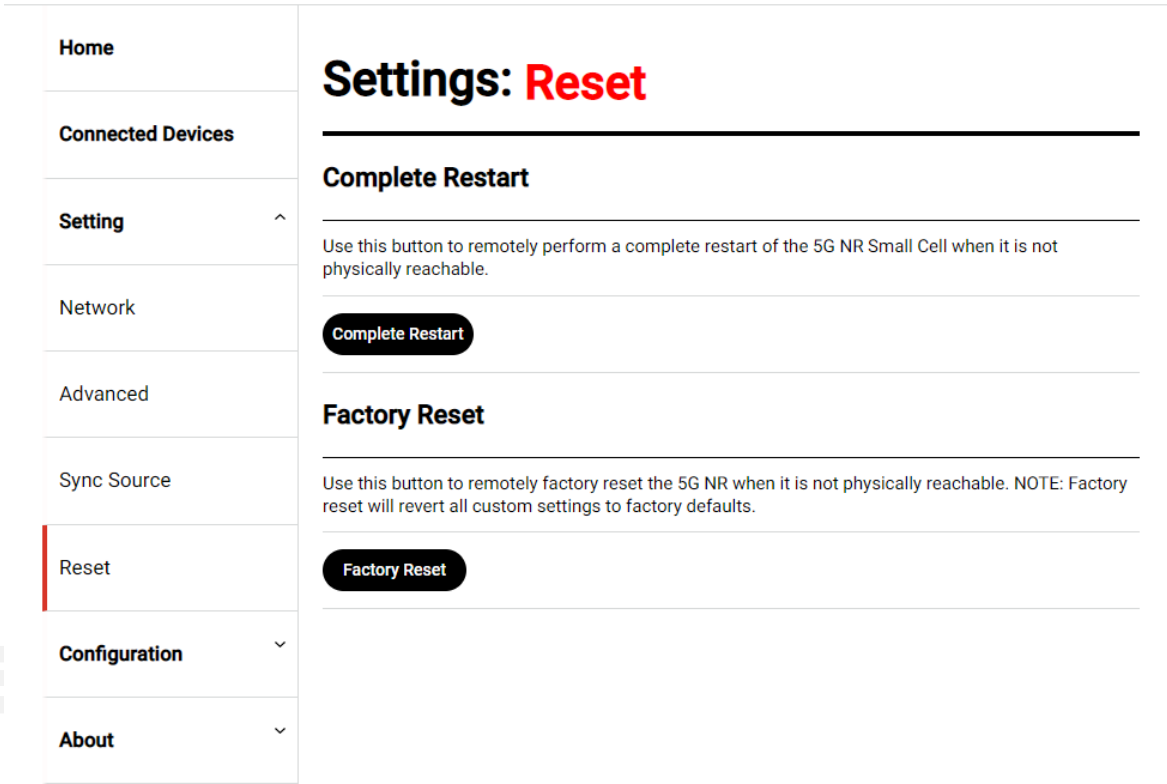 Home
Connected Devices
Setting
Network
Advanced
Sync Source
Reset
Configuration
About
Settings: Reset
Complete Restart
Use this button to remotely perform a complete restart of the 5G NR Small Cell when it is not
physically reachable.
Complete Restart
Factory Reset
Use this button to remotely factory reset the 5G NR when it is not physically reachable. NOTE: Factory
reset will revert all custom settings to factory defaults.
Factory Reset